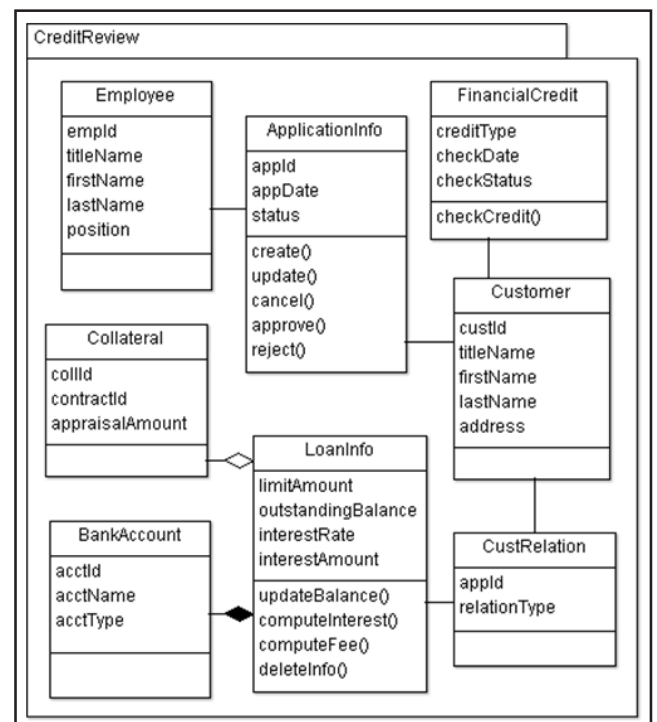 CreditReview
Employee
empId
titleName
firstName
lastName
position
ApplicationInfo
appId
appDate
status
create()
update()
cancel()
approve()
reject()
FinancialCredit
creditType
checkDate
checkStatus
checkCredit()
Customer
custId
titleName
firstName
lastName
address
Collateral
collId
contractId
appraisalAmount
LoanInfo
limitAmount
outstandingBalance
interestRate
interestAmount
updateBalance()
computeInterest()
computeFee()
deleteInfo()
BankAccount
acctId
acctName
acctType
CustRelation
appId
relationType